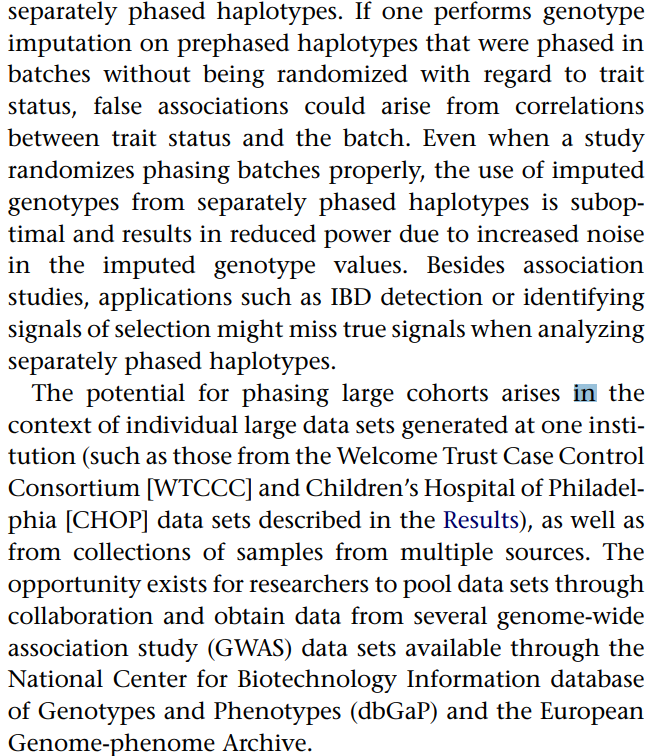 separately phased haplotypes. If one performs genotype
imputation on prephased haplotypes that were phased in
batches without being randomized with regard to trait
status, false associations could arise from correlations
between trait status and the batch. Even when a study
randomizes phasing batches properly, the use of imputed
genotypes from separately phased haplotypes is subop-
timal and results in reduced power due to increased noise
in the imputed genotype values. Besides association
studies, applications such as IBD detection or identifying
signals of selection might miss true signals when analyzing
separately phased haplotypes.
The potential for phasing large cohorts arises in the
context of individual large data sets generated at one insti-
tution (such as those from the Welcome Trust Case Control
Consortium [WTCCC] and Children's Hospital of Philadel-
phia [CHOP] data sets described in the Results), as well as
from collections of samples from multiple sources. The
opportunity exists for researchers to pool data sets through
collaboration and obtain data from several genome-wide
association study (GWAS) data sets available through the
National Center for Biotechnology Information database
of Genotypes and Phenotypes (dbGaP) and the European
Genome-phenome Archive.